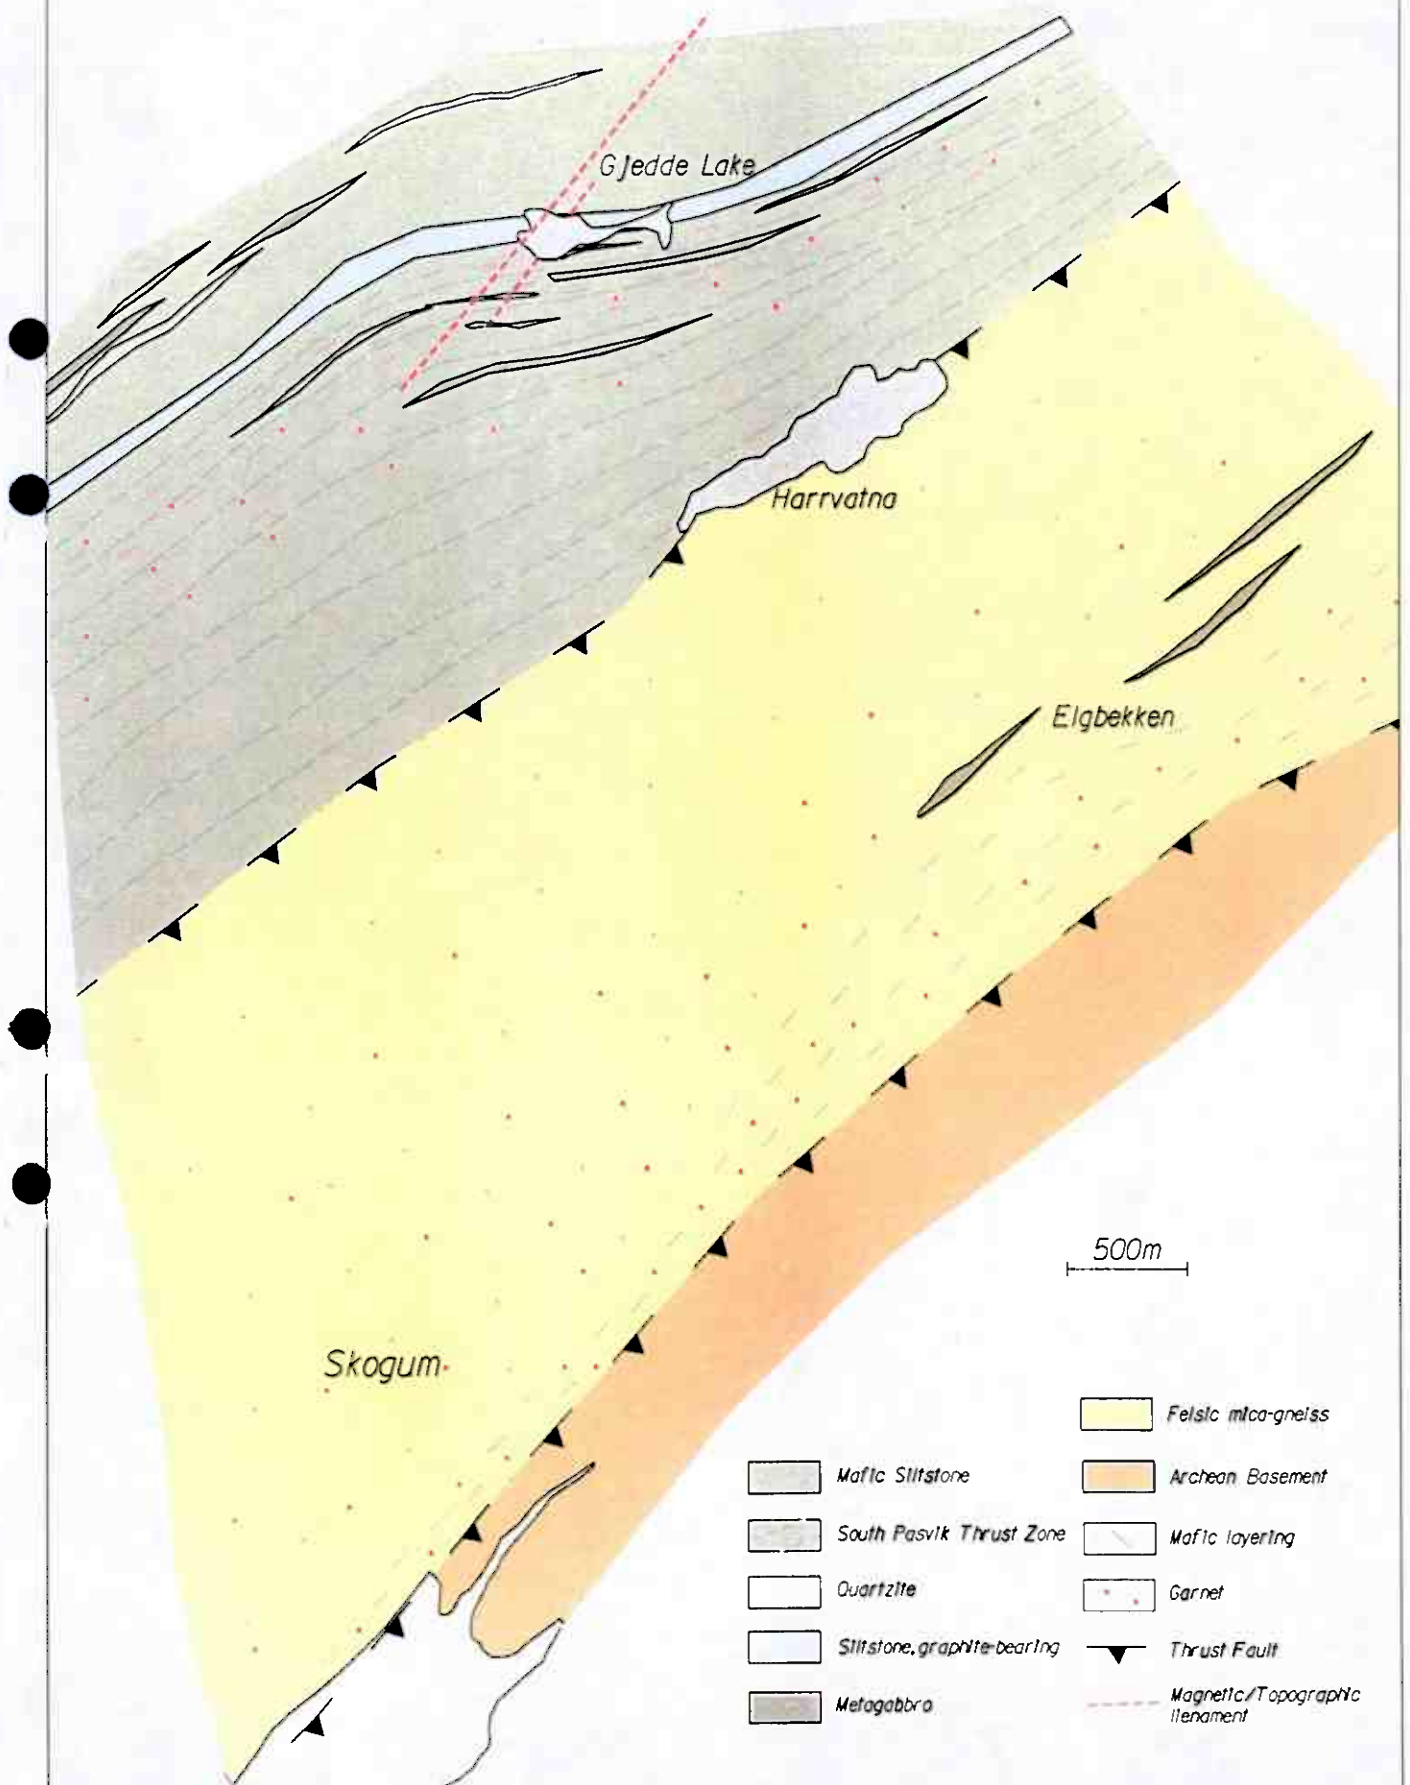 Gjedde Lake
Harrvatna
Elgbekken
Skogum
500m
Mafic Siltstone
South Pasvik Thrust Zone
Quartzite
Siltstone, graphite-bearing
Metagabbro
Felsic mica-gneiss
Archean Basement
Mafic layering
Garnet
Thrust Fault
Magnetic/Topographic
lienament